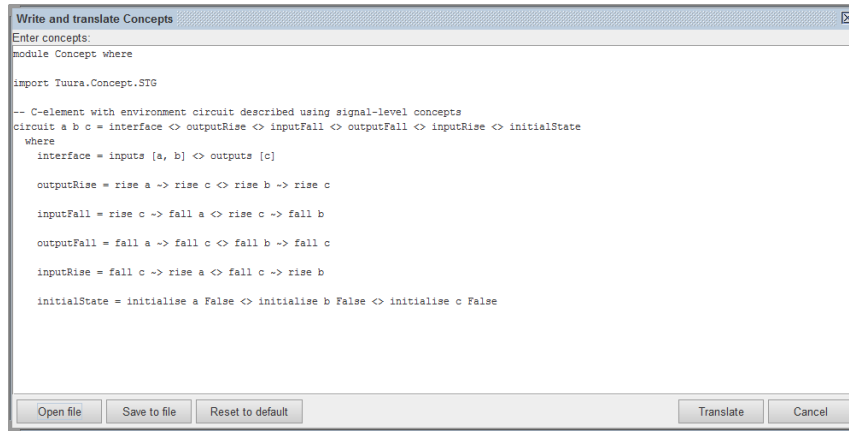 Write and translate Concepts
Enter concepts:
module Concept where
import Tuura.Concept.STG
-- C-element with environment circuit described using signal-level concepts
circuit a b c = interface <> outputRise <> inputFall <> outputFall <> inputRise <> initialState
  where
    interface = inputs [a, b] <> outputs [c]
    outputRise = rise a ~> rise c <> rise b ~> rise c
    inputFall = rise c ~> fall a <> rise c ~> fall b
    outputFall = fall a ~> fall c <> fall b ~> fall c
    inputRise = fall c ~> rise a <> fall c ~> rise b
    initialState = initialise a False <> initialise b False <> initialise c False
Open file Save to file Reset to default Translate Cancel